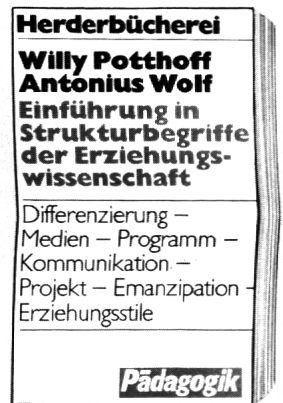 Herderbücherei
Willy Potthoff
Antonius Wolf
Einführung in
Strukturbegriffe
der Erziehungs-
wissenschaft
Differenzierung –
Medien – Programm –
Kommunikation –
Projekt – Emanzipation –
Erziehungsstile
Pädagogik